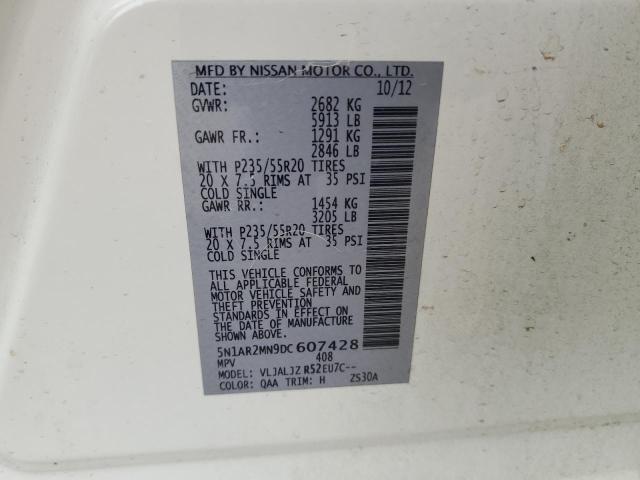 MFD BY NISSAN MOTOR CO., LTD.
DATE: 10/12
GVWR: 2682 KG
5913 LB
GAWR FR.: 1291 KG
2846 LB
WITH P235/55R20 TIRES
20 X 7.5 RIMS AT 35 PSI
COLD SINGLE
GAWR RR.: 1454 KG
3205 LB
WITH P235/55R20 TIRES
20 X 7.5 RIMS AT 35 PSI
COLD SINGLE
THIS VEHICLE CONFORMS TO
ALL APPLICABLE FEDERAL
MOTOR VEHICLE SAFETY AND
THEFT PREVENTION
STANDARDS IN EFFECT ON
THE DATE OF MANUFACTURE
SHOWN ABOVE.
5N1AR2MN9DC607428
MPV 408
MODEL: VLJALJZ R52EU7C--
COLOR: QAA TRIM: H ZS30A